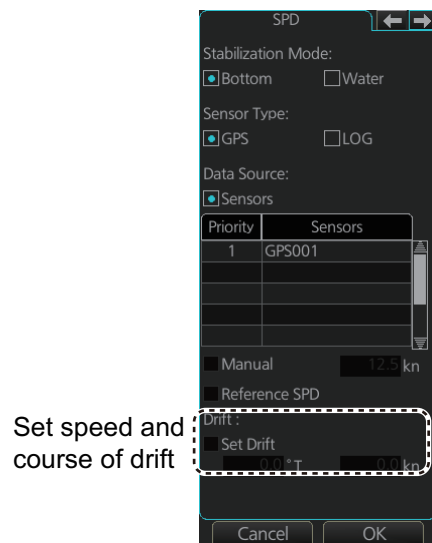 SPD
Stabilization Mode:
Bottom Water
Sensor Type:
GPS LOG
Data Source:
Sensors
Priority Sensors
1 GPS001
Manual 12.5 kn
Reference SPD
Drift :
Set Drift
0.0 ° T 0.0 kn
Set speed and
course of drift
Cancel OK